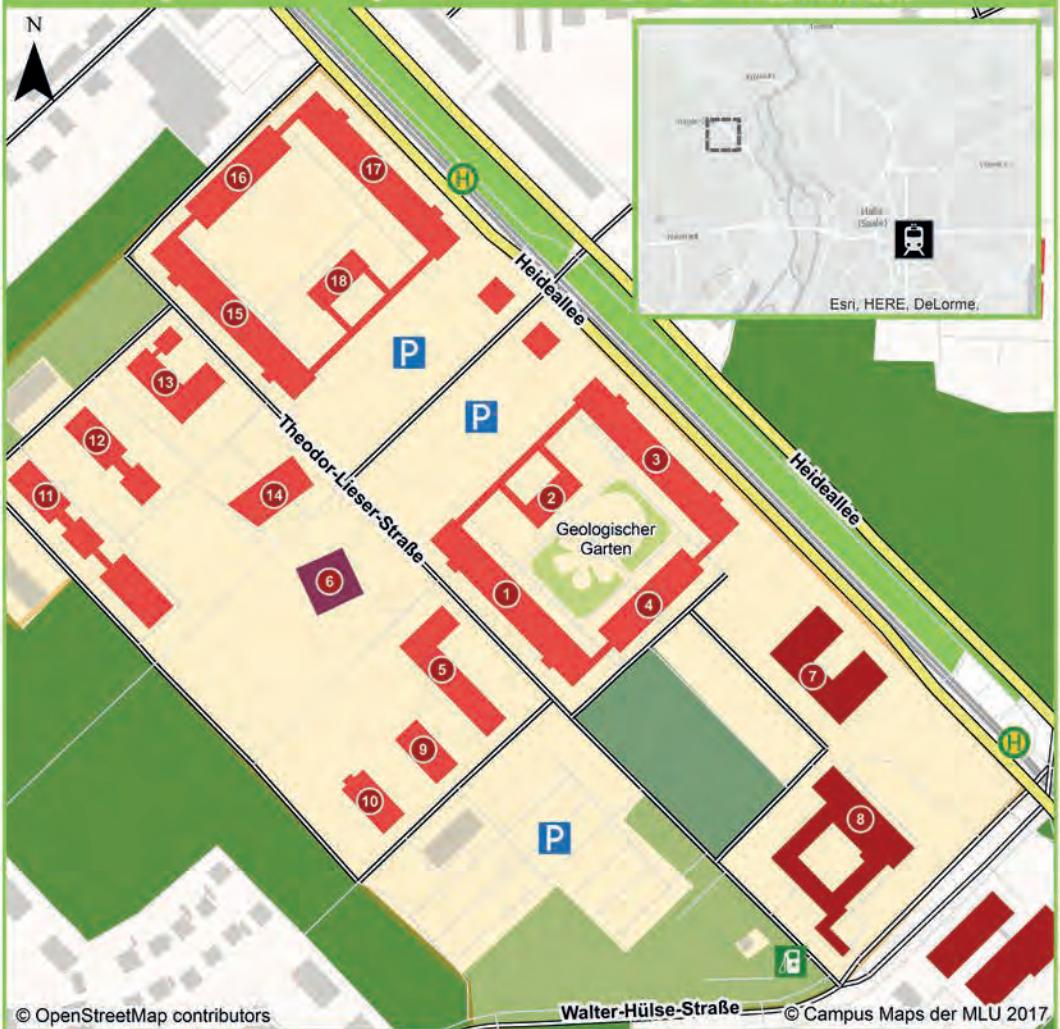 N
17
16
H
18
15
Heideallee
Halle
(Saale)
Esri, HERE, DeLorme,
P
13
P
12
3
Heideallee
11
14
Theodor-Lieser-Straße
2
Geologischer
Garten
6
1
4
5
7
H
9
10
8
P
Walter-Hülse-Straße
© OpenStreetMap contributors
© Campus Maps der MLU 2017